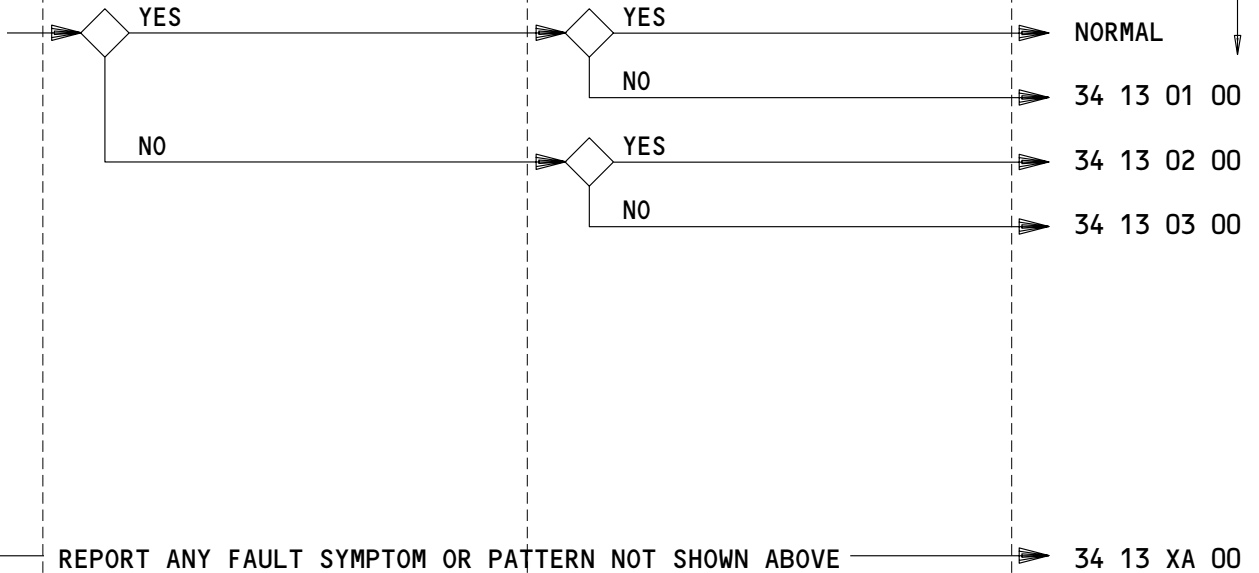 YES
YES
NORMAL
NO
34 13 01 00
NO
YES
34 13 02 00
NO
34 13 03 00
REPORT ANY FAULT SYMPTOM OR PATTERN NOT SHOWN ABOVE
34 13 XA 00